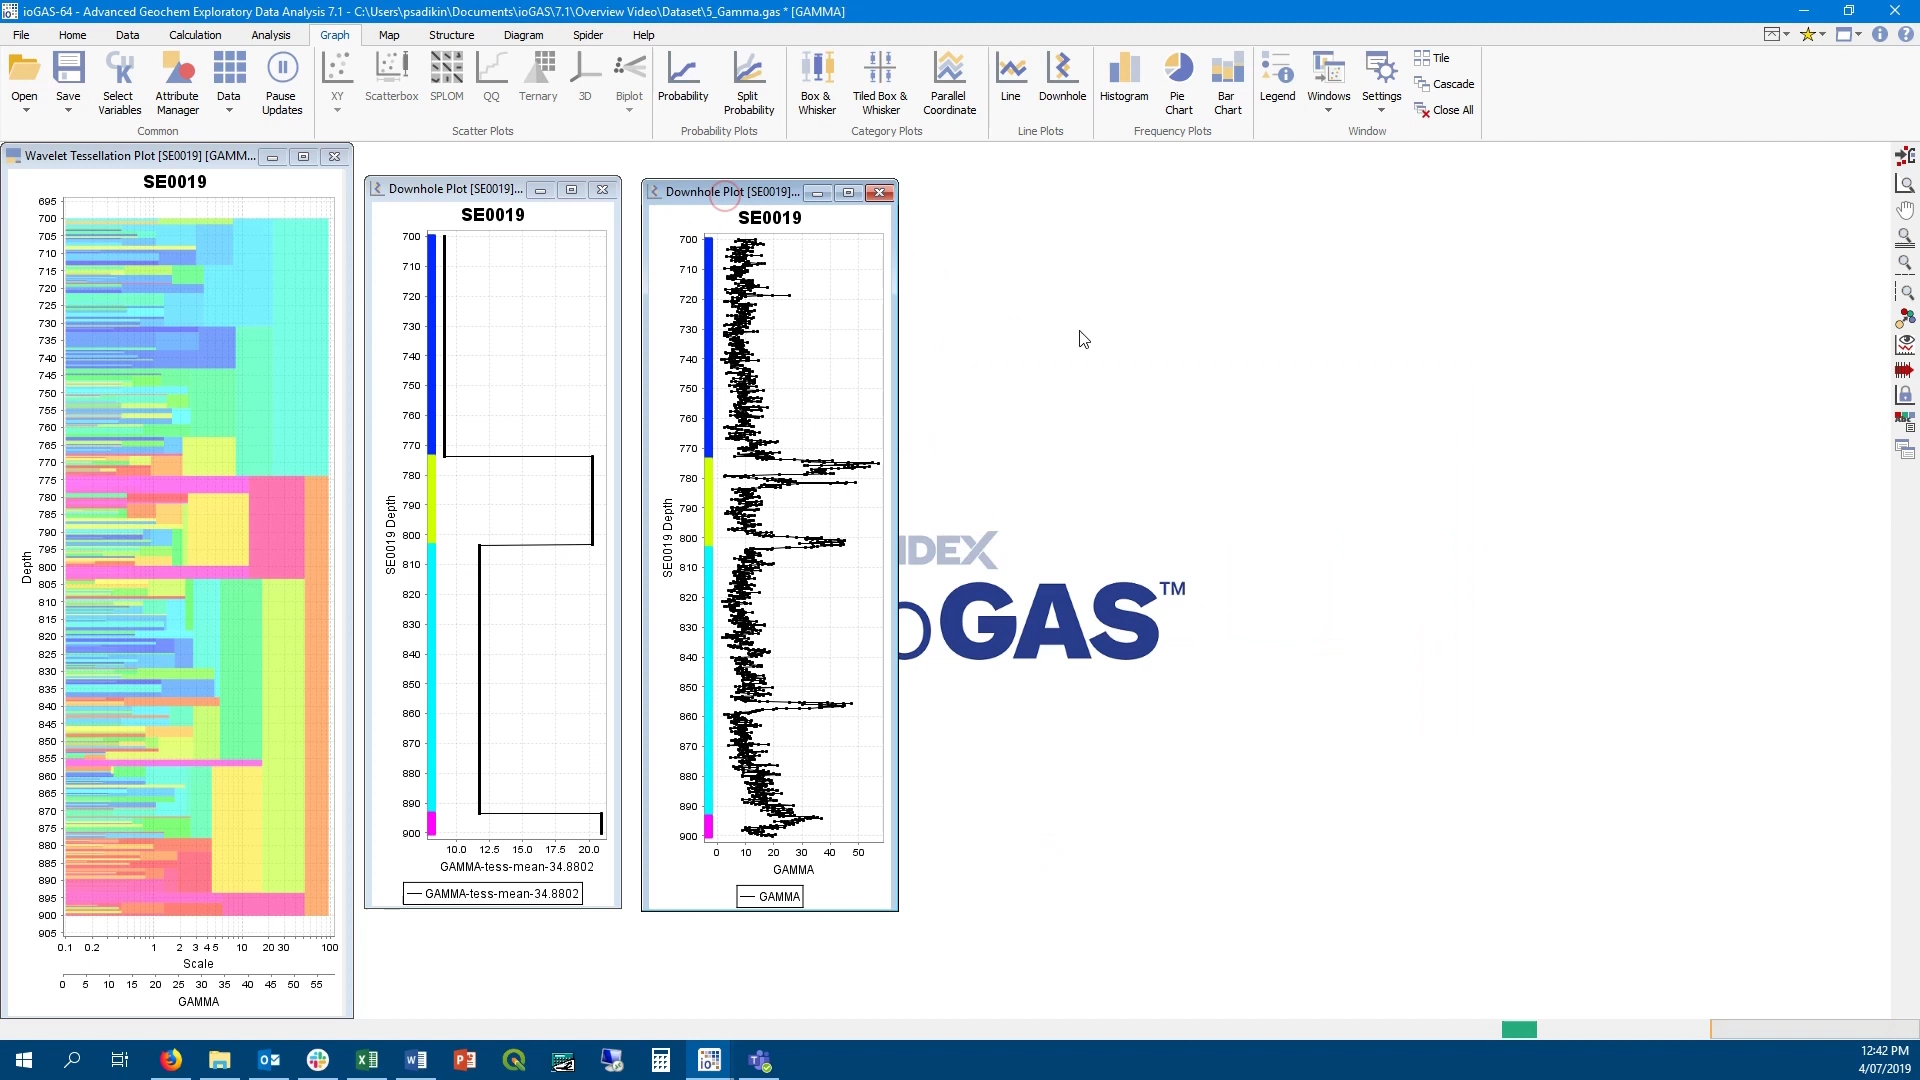 ioGAS-64 - Advanced Geochem Exploratory Data Analysis 7.1 - C:\Users\psadikin\Documents\ioGAS\7.1\Overview Video\Dataset\5_Gamma.gas * [GAMMA]
File Home Data Calculation Analysis Graph Map Structure Diagram Spider Help
Open Save Select Variables Attribute Manager Data Pause Updates
Common
XY Scatterbox SPLOM QQ Ternary 3D Biplot
Scatter Plots
Probability Split Probability
Probability Plots
Box & Whisker Tiled Box & Whisker Parallel Coordinate
Category Plots
Line Downhole
Line Plots
Histogram Pie Chart Bar Chart
Frequency Plots
Legend Windows Settings
Tile
Cascade
Close All
Window
Wavelet Tessellation Plot [SE0019] [GAMM...
SE0019
695
700
705
710
715
720
725
730
735
740
745
750
755
760
765
770
775
780
785
790
795
800
805
810
815
820
825
830
835
840
845
850
855
860
865
870
875
880
885
890
895
900
905
Depth
0.1 0.2 1 2 3 4 5 10 20 30 100
Scale
0 5 10 15 20 25 30 35 40 45 50 55
GAMMA
Downhole Plot [SE0019]...
SE0019
700
710
720
730
740
750
760
770
780
790
800
810
820
830
840
850
860
870
880
890
900
SE0019 Depth
10.0 12.5 15.0 17.5 20.0
GAMMA-tess-mean-34.8802
GAMMA-tess-mean-34.8802
Downhole Plot [SE0019]...
SE0019
700
710
720
730
740
750
760
770
780
790
800
810
820
830
840
850
860
870
880
890
900
SE0019 Depth
0 10 20 30 40 50
GAMMA
GAMMA
IDEX
oGAS™
12:42 PM
4/07/2019